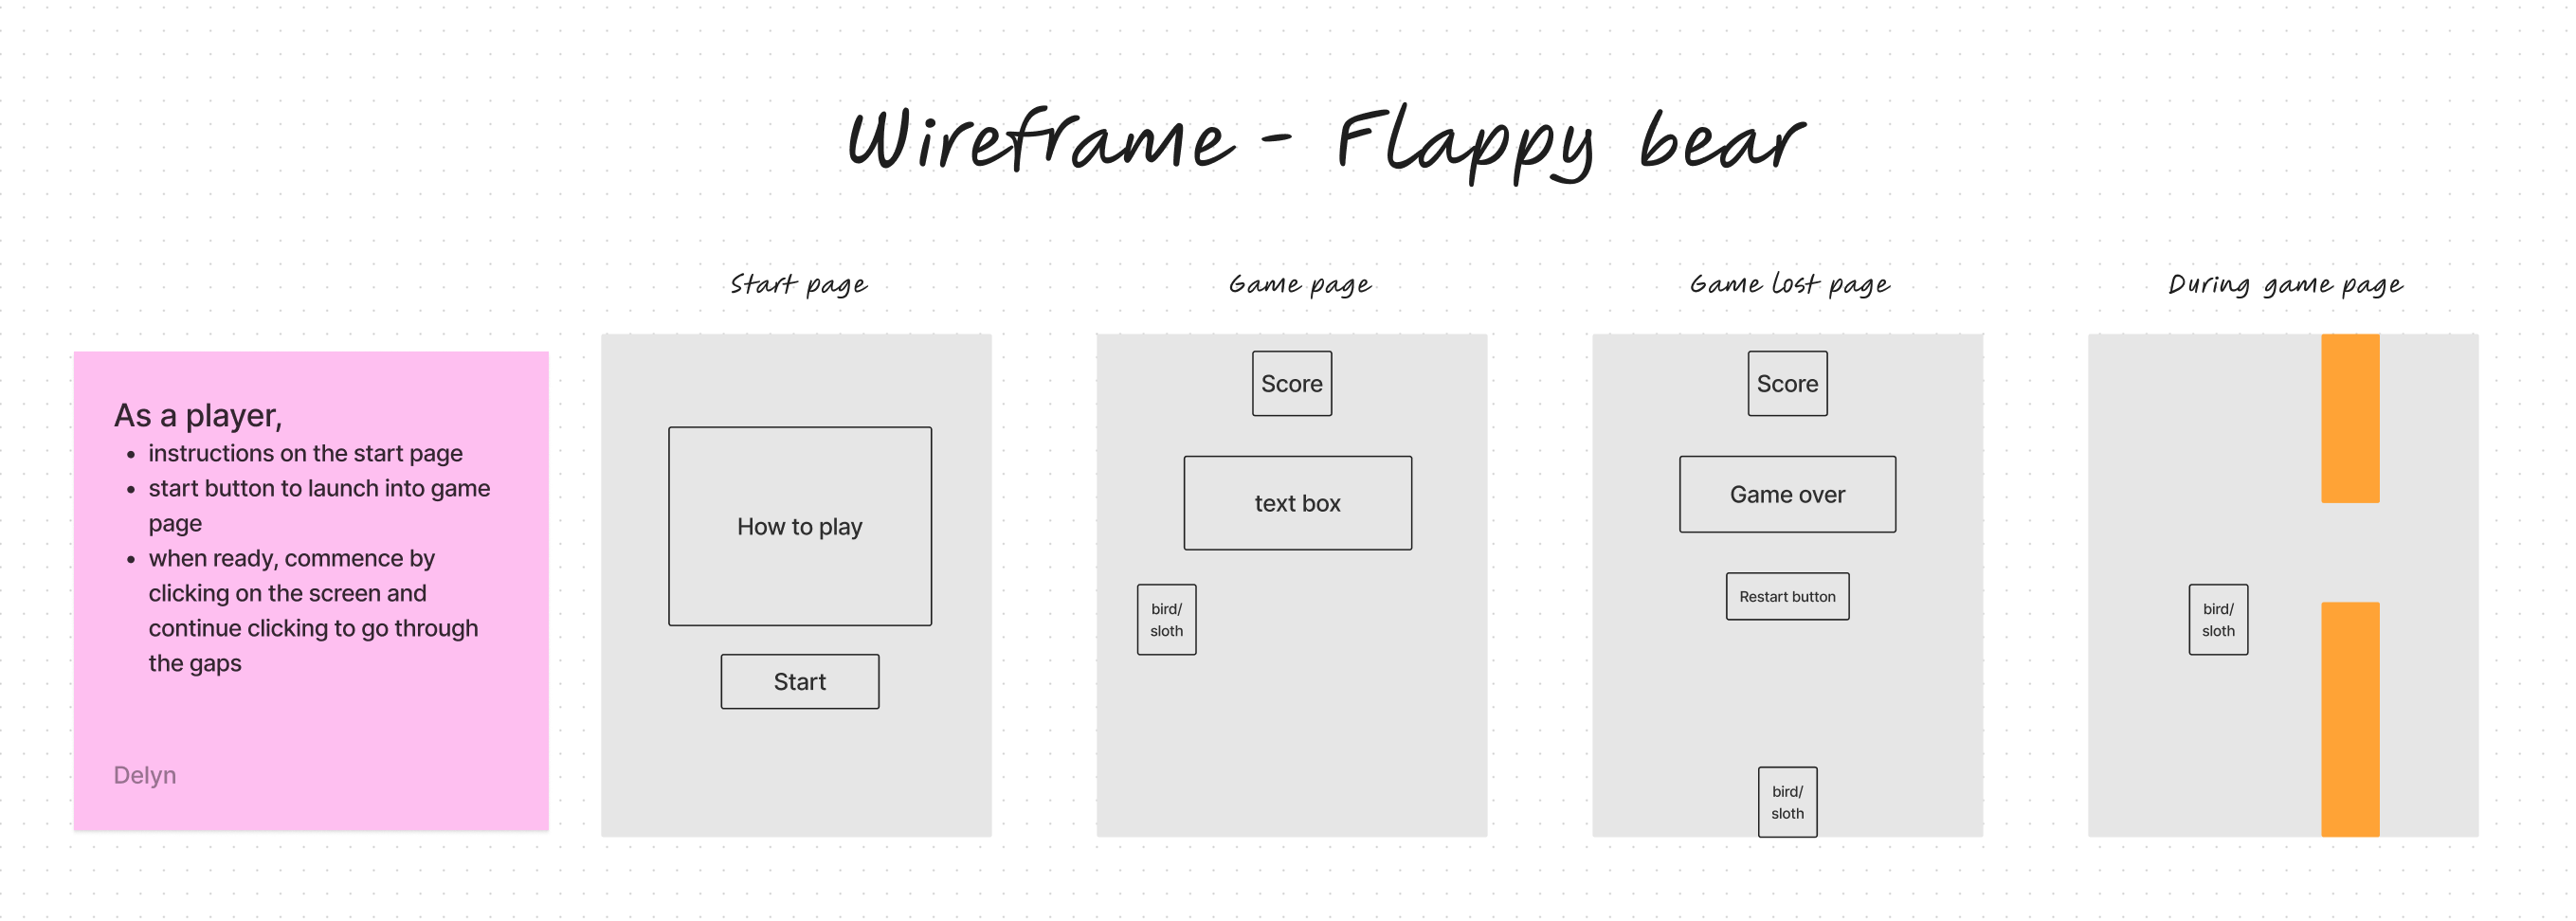 Wireframe - Flappy bear
As a player,
• instructions on the start page
• start button to launch into game
page
• when ready, commence by
clicking on the screen and
continue clicking to go through
the gaps
Delyn
Start page
How to play
Start
Game page
Score
text box
bird/
sloth
Game lost page
Score
Game over
Restart button
bird/
sloth
During game page
bird/
sloth